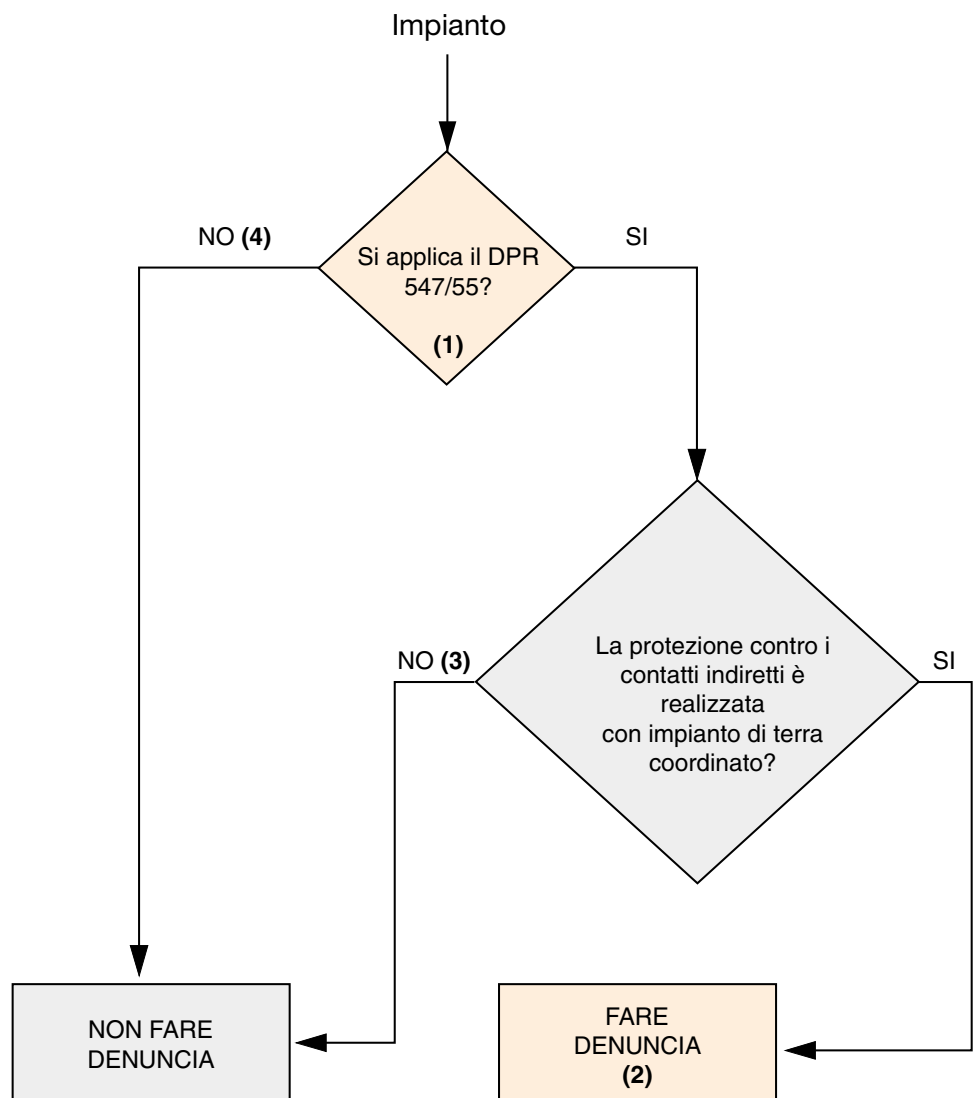 Impianto
NO (4)
SI
Si applica il DPR
547/55?
(1)
NO (3)
SI
La protezione contro i
contatti indiretti è
realizzata
con impianto di terra
coordinato?
NON FARE
DENUNCIA
FARE
DENUNCIA
(2)